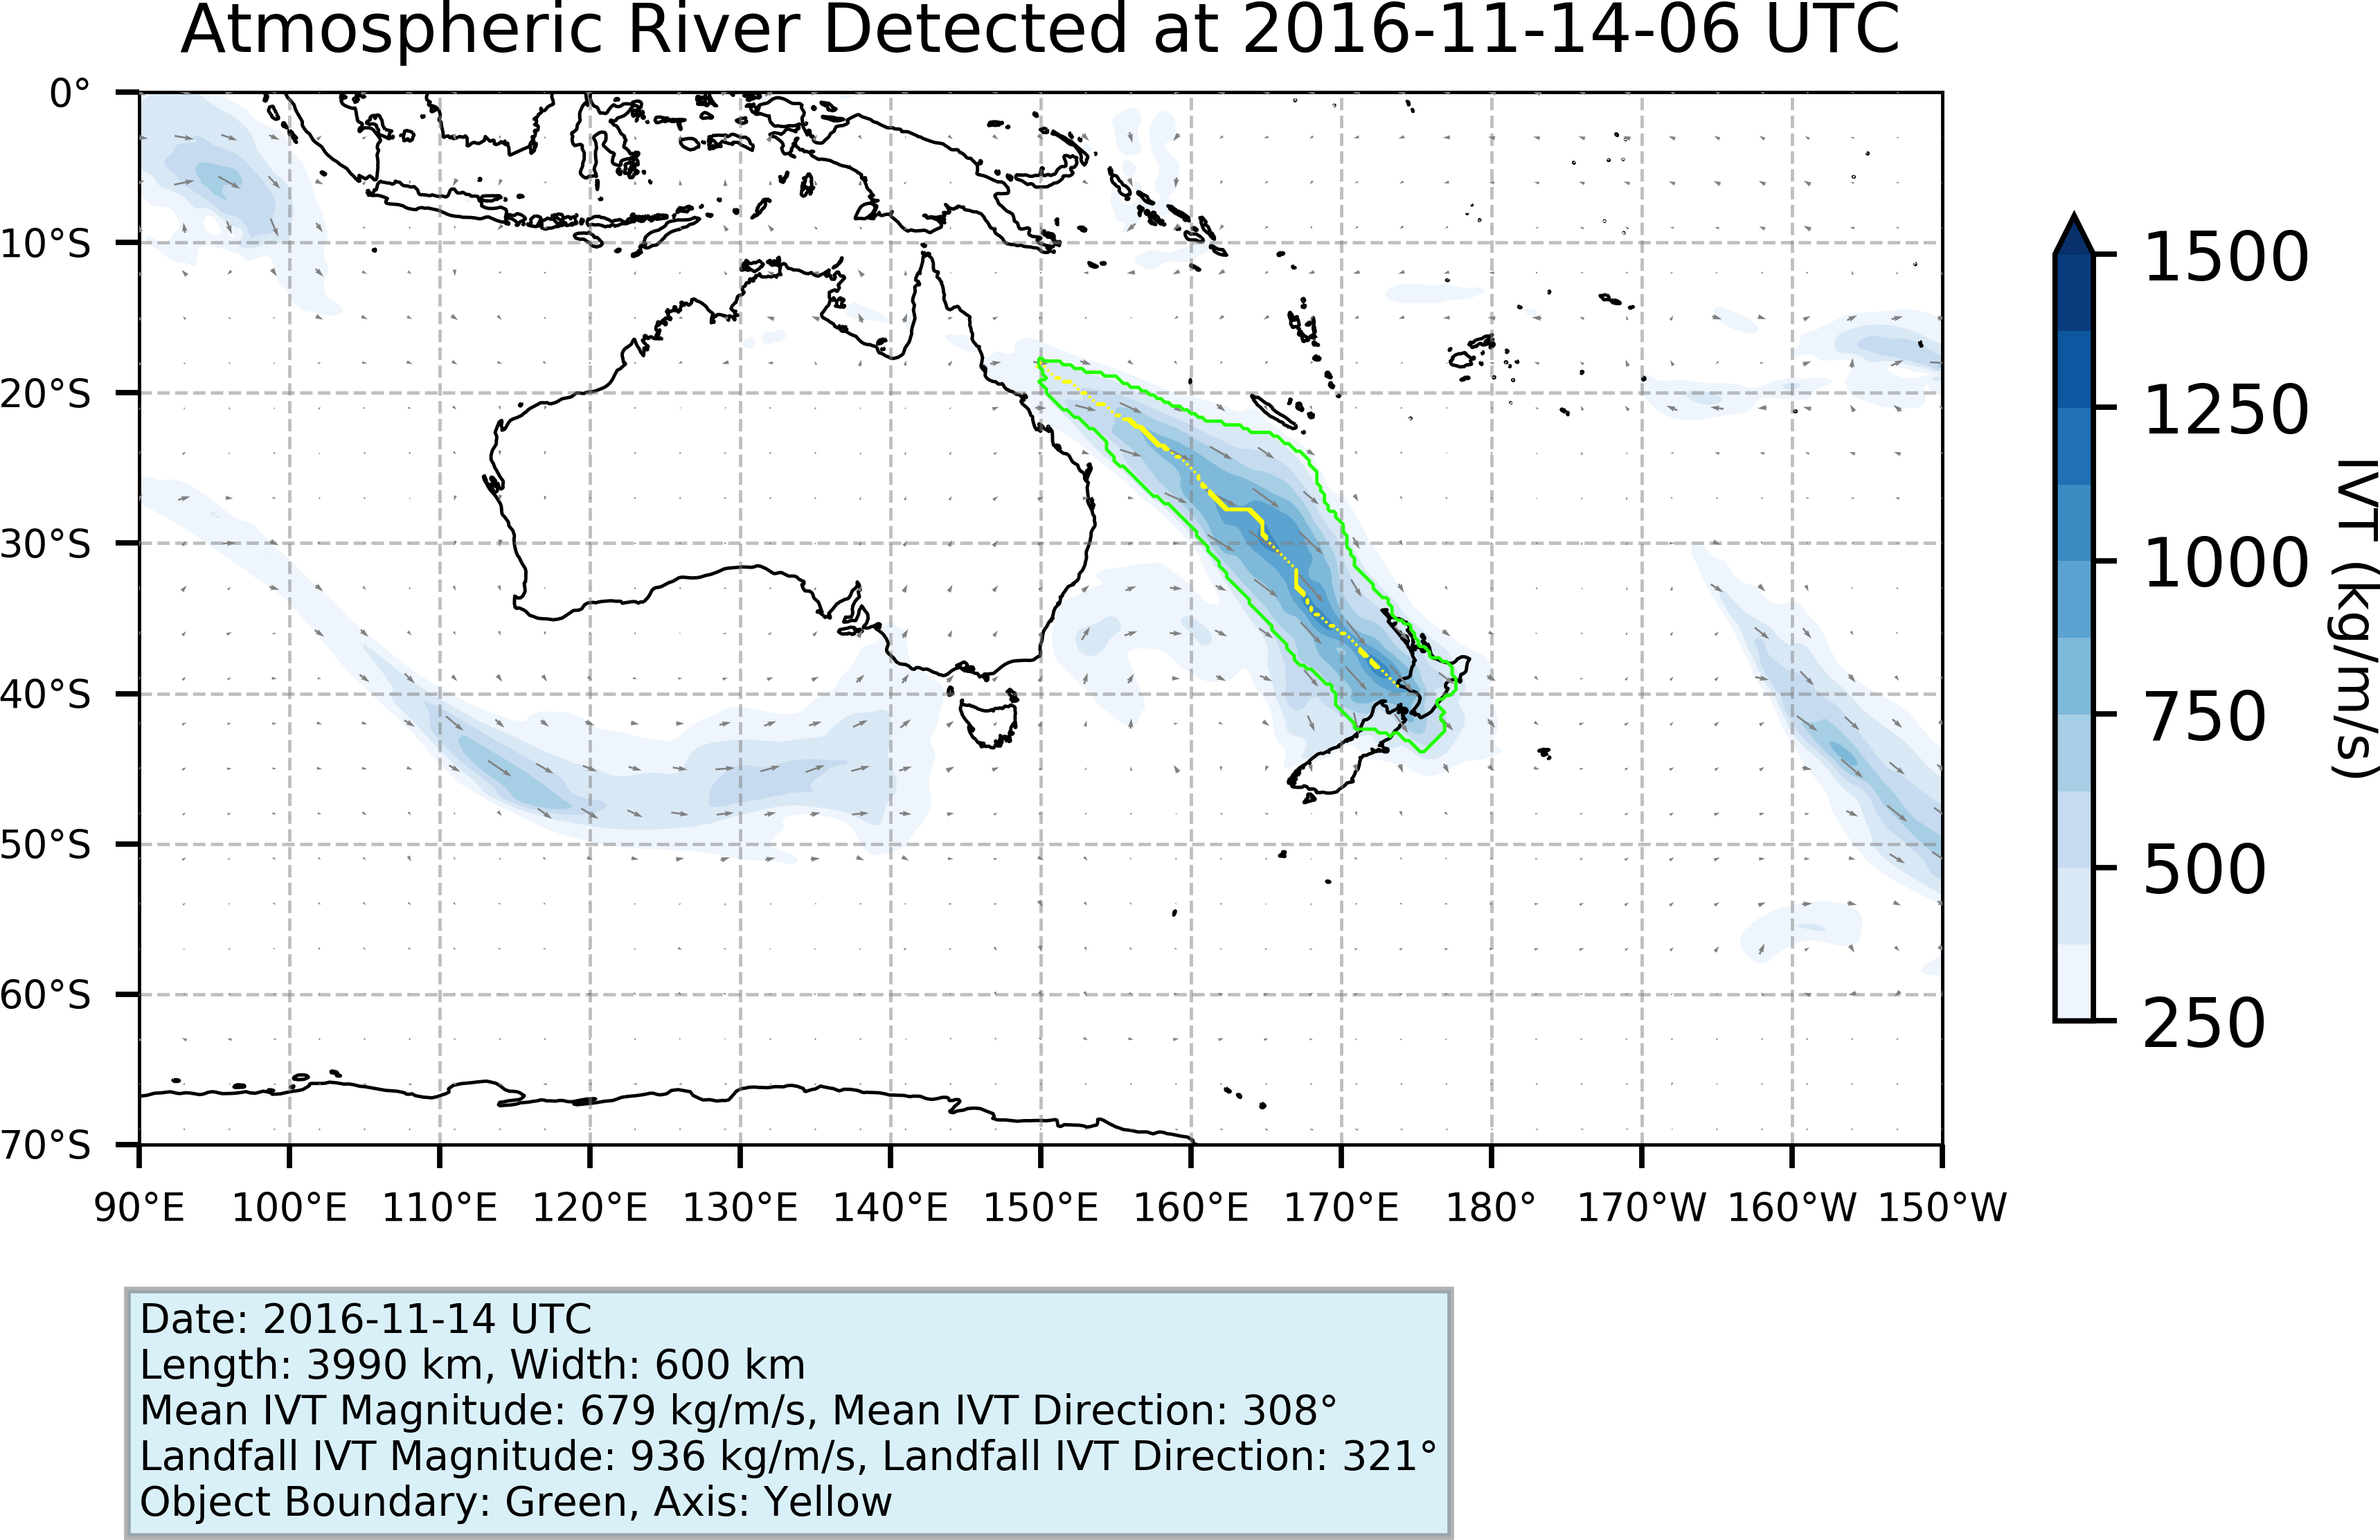 Atmospheric River Detected at 2016-11-14-06 UTC
0°
10°S
20°S
30°S
40°S
50°S
60°S
70°S
90°E 100°E 110°E 120°E 130°E 140°E 150°E 160°E 170°E 180° 170°W 160°W 150°W
1500
1250
1000
750
500
250
IVT (kg/m/s)
Date: 2016-11-14 UTC
Length: 3990 km, Width: 600 km
Mean IVT Magnitude: 679 kg/m/s, Mean IVT Direction: 308°
Landfall IVT Magnitude: 936 kg/m/s, Landfall IVT Direction: 321°
Object Boundary: Green, Axis: Yellow